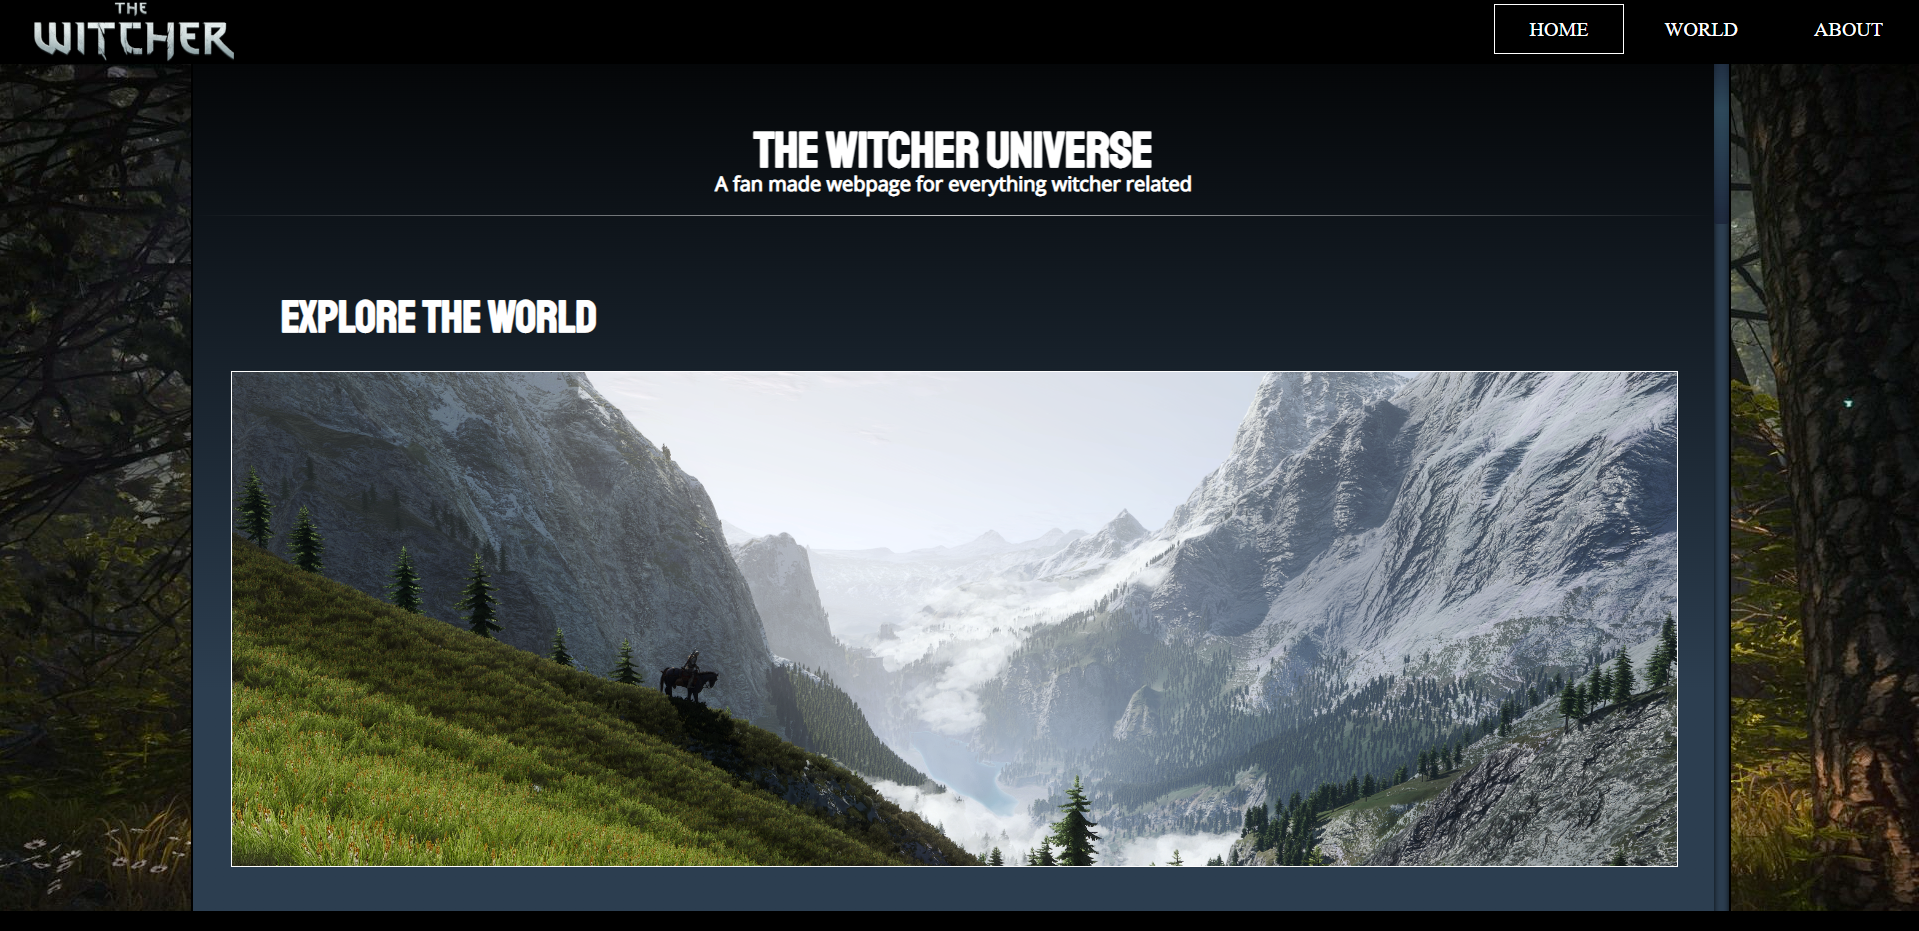 THE
WITCHER
HOME
WORLD
ABOUT
THE WITCHER UNIVERSE
A fan made webpage for everything witcher related
EXPLORE THE WORLD